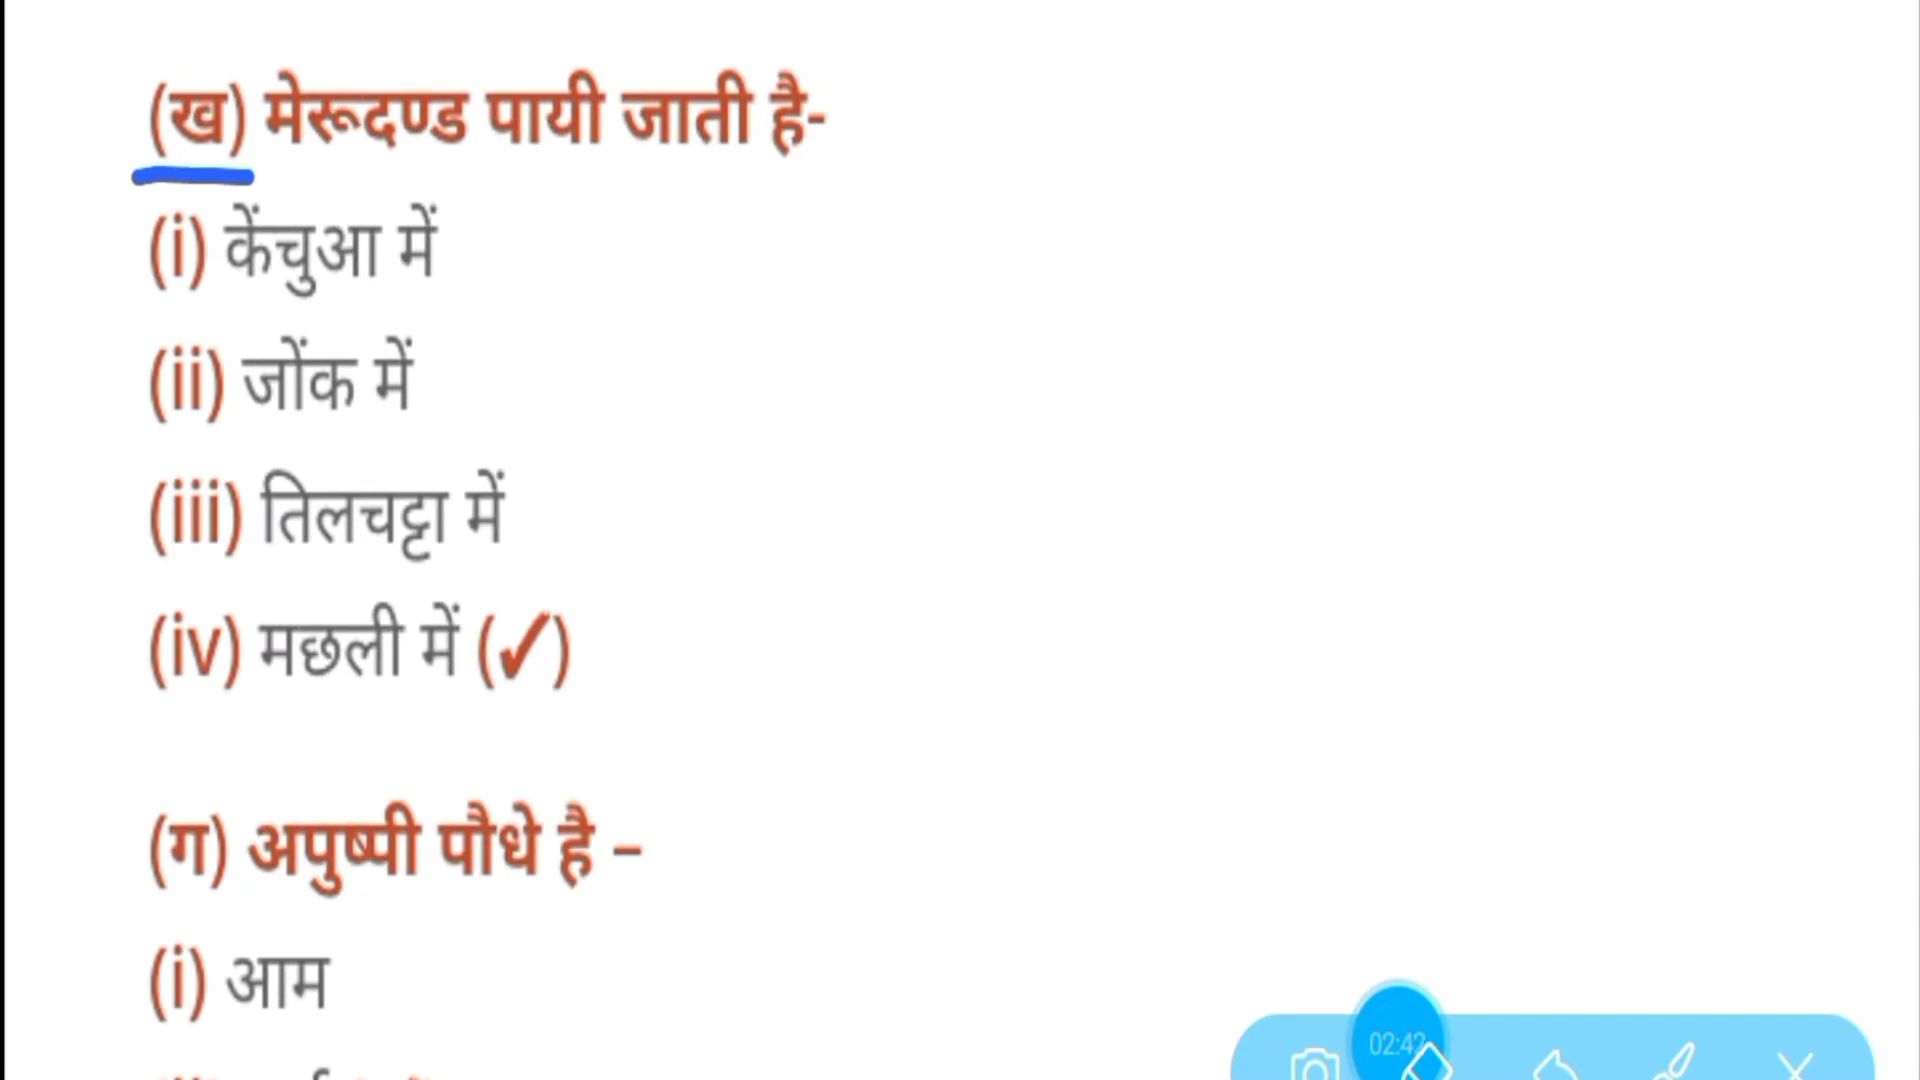 (ख) मेरूदण्ड पायी जाती है-
(i) केंचुआ में
(ii) जोंक में
(iii) तिलचट्टा में
(iv) मछली में (✓)
(ग) अपुष्पी पौधे है –
(i) आम
02:42